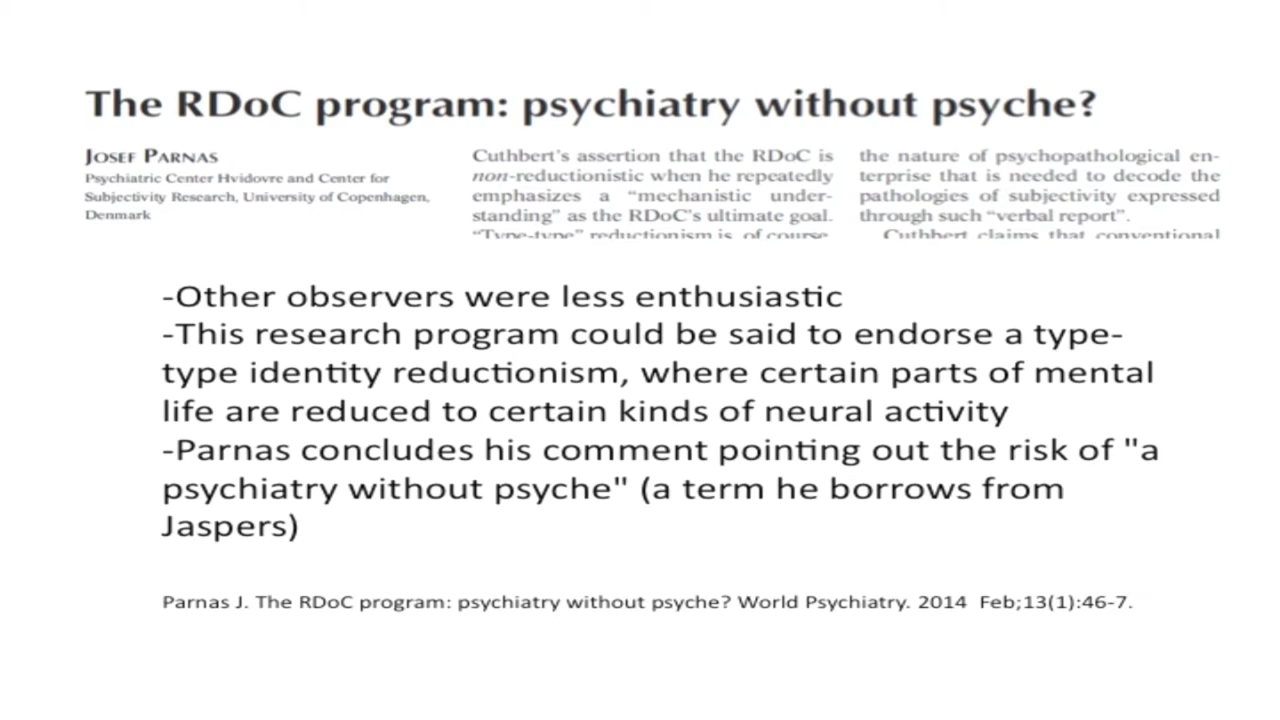 The RDoC program: psychiatry without psyche?
JOSEF PARNAS
Psychiatric Center Hvidovre and Center for
Subjectivity Research, University of Copenhagen,
Denmark
Cuthbert's assertion that the RDoC is
non-reductionistic when he repeatedly
emphasizes a “mechanistic under-
standing” as the RDoC's ultimate goal.
“Type-type” reductionism is, of course,
the nature of psychopathological en-
terprise that is needed to decode the
pathologies of subjectivity expressed
through such “verbal report”.
Cuthbert claims that conventional
-Other observers were less enthusiastic
-This research program could be said to endorse a type-
type identity reductionism, where certain parts of mental
life are reduced to certain kinds of neural activity
-Parnas concludes his comment pointing out the risk of "a
psychiatry without psyche" (a term he borrows from
Jaspers)
Parnas J. The RDoC program: psychiatry without psyche? World Psychiatry. 2014 Feb;13(1):46-7.